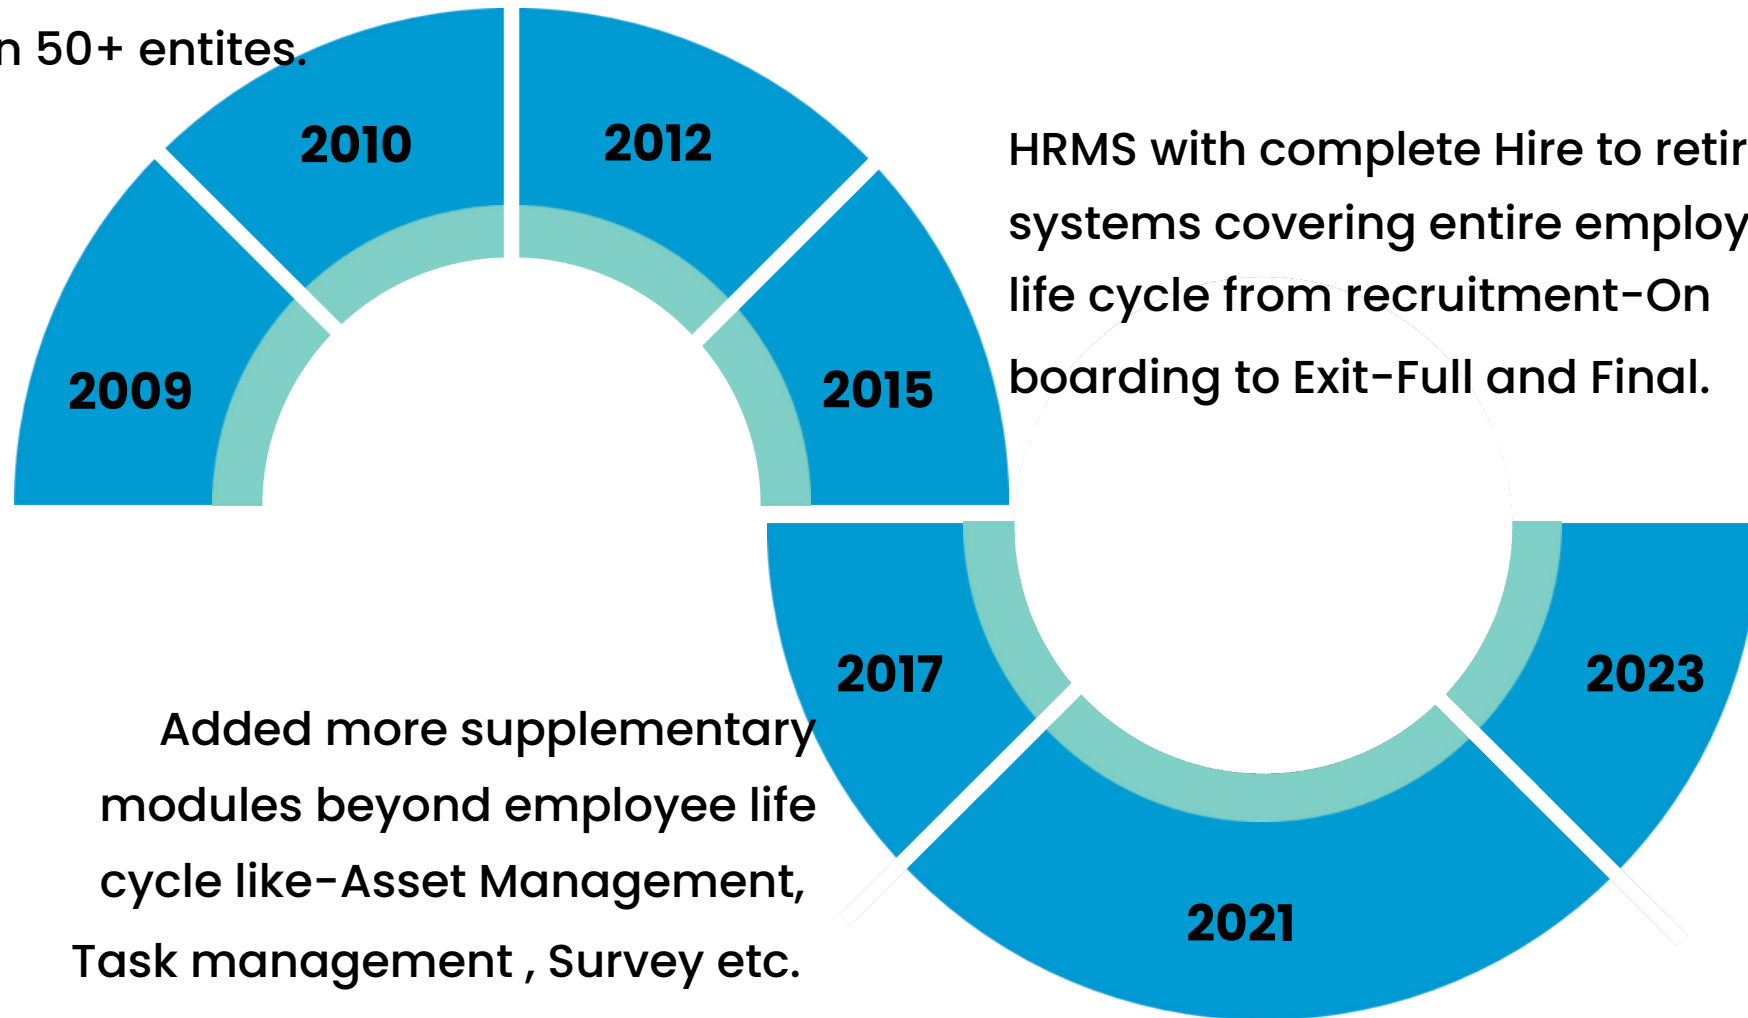 n 50+ entites.
2010
2012
HRMS with complete Hire to retir
systems covering entire employ
life cycle from recruitment-On
boarding to Exit-Full and Final.
2009
2015
2017
2023
Added more supplementary
modules beyond employee life
cycle like-Asset Management,
Task management , Survey etc.
2021